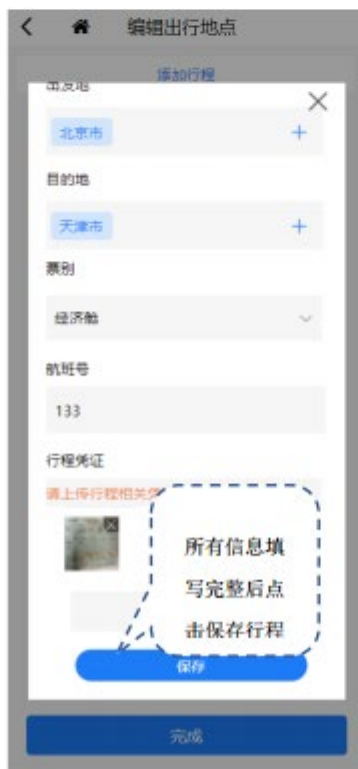 编辑出行地点
添加行程
出发地
北京市
目的地
天津市
票别
经济舱
航班号
133
行程凭证
请上传行程相关凭
所有信息填
写完整后点
击保存行程
保存
完成